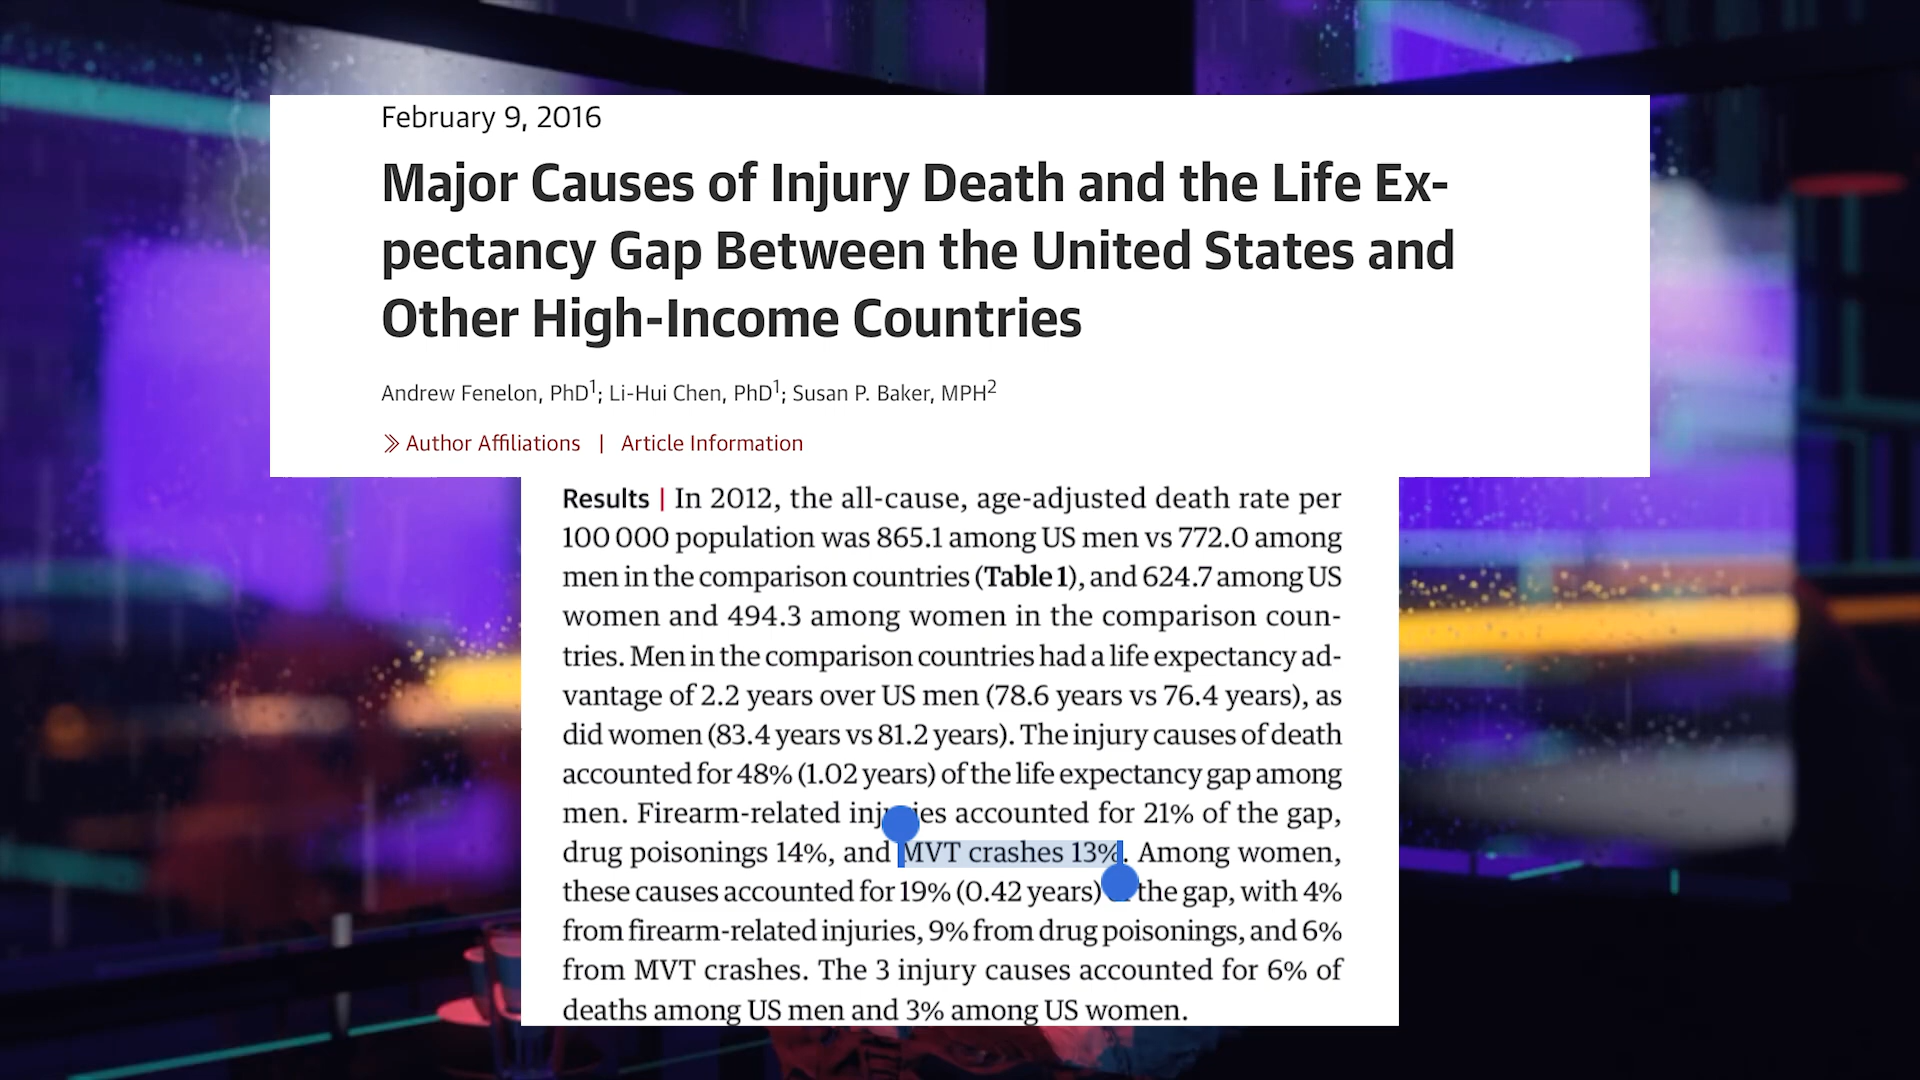 February 9, 2016
Major Causes of Injury Death and the Life Ex-
pectancy Gap Between the United States and
Other High-Income Countries
Andrew Fenelon, PhD1; Li-Hui Chen, PhD1; Susan P. Baker, MPH2
Author Affiliations | Article Information
Results | In 2012, the all-cause, age-adjusted death rate per
100 000 population was 865.1 among US men vs 772.0 among
men in the comparison countries (Table 1), and 624.7 among US
women and 494.3 among women in the comparison coun-
tries. Men in the comparison countries had a life expectancy ad-
vantage of 2.2 years over US men (78.6 years vs 76.4 years), as
did women (83.4 years vs 81.2 years). The injury causes of death
accounted for 48% (1.02 years) of the life expectancy gap among
men. Firearm-related injuries accounted for 21% of the gap,
drug poisonings 14%, and MVT crashes 13%. Among women,
these causes accounted for 19% (0.42 years) the gap, with 4%
from firearm-related injuries, 9% from drug poisonings, and 6%
from MVT crashes. The 3 injury causes accounted for 6% of
deaths among US men and 3% among US women.